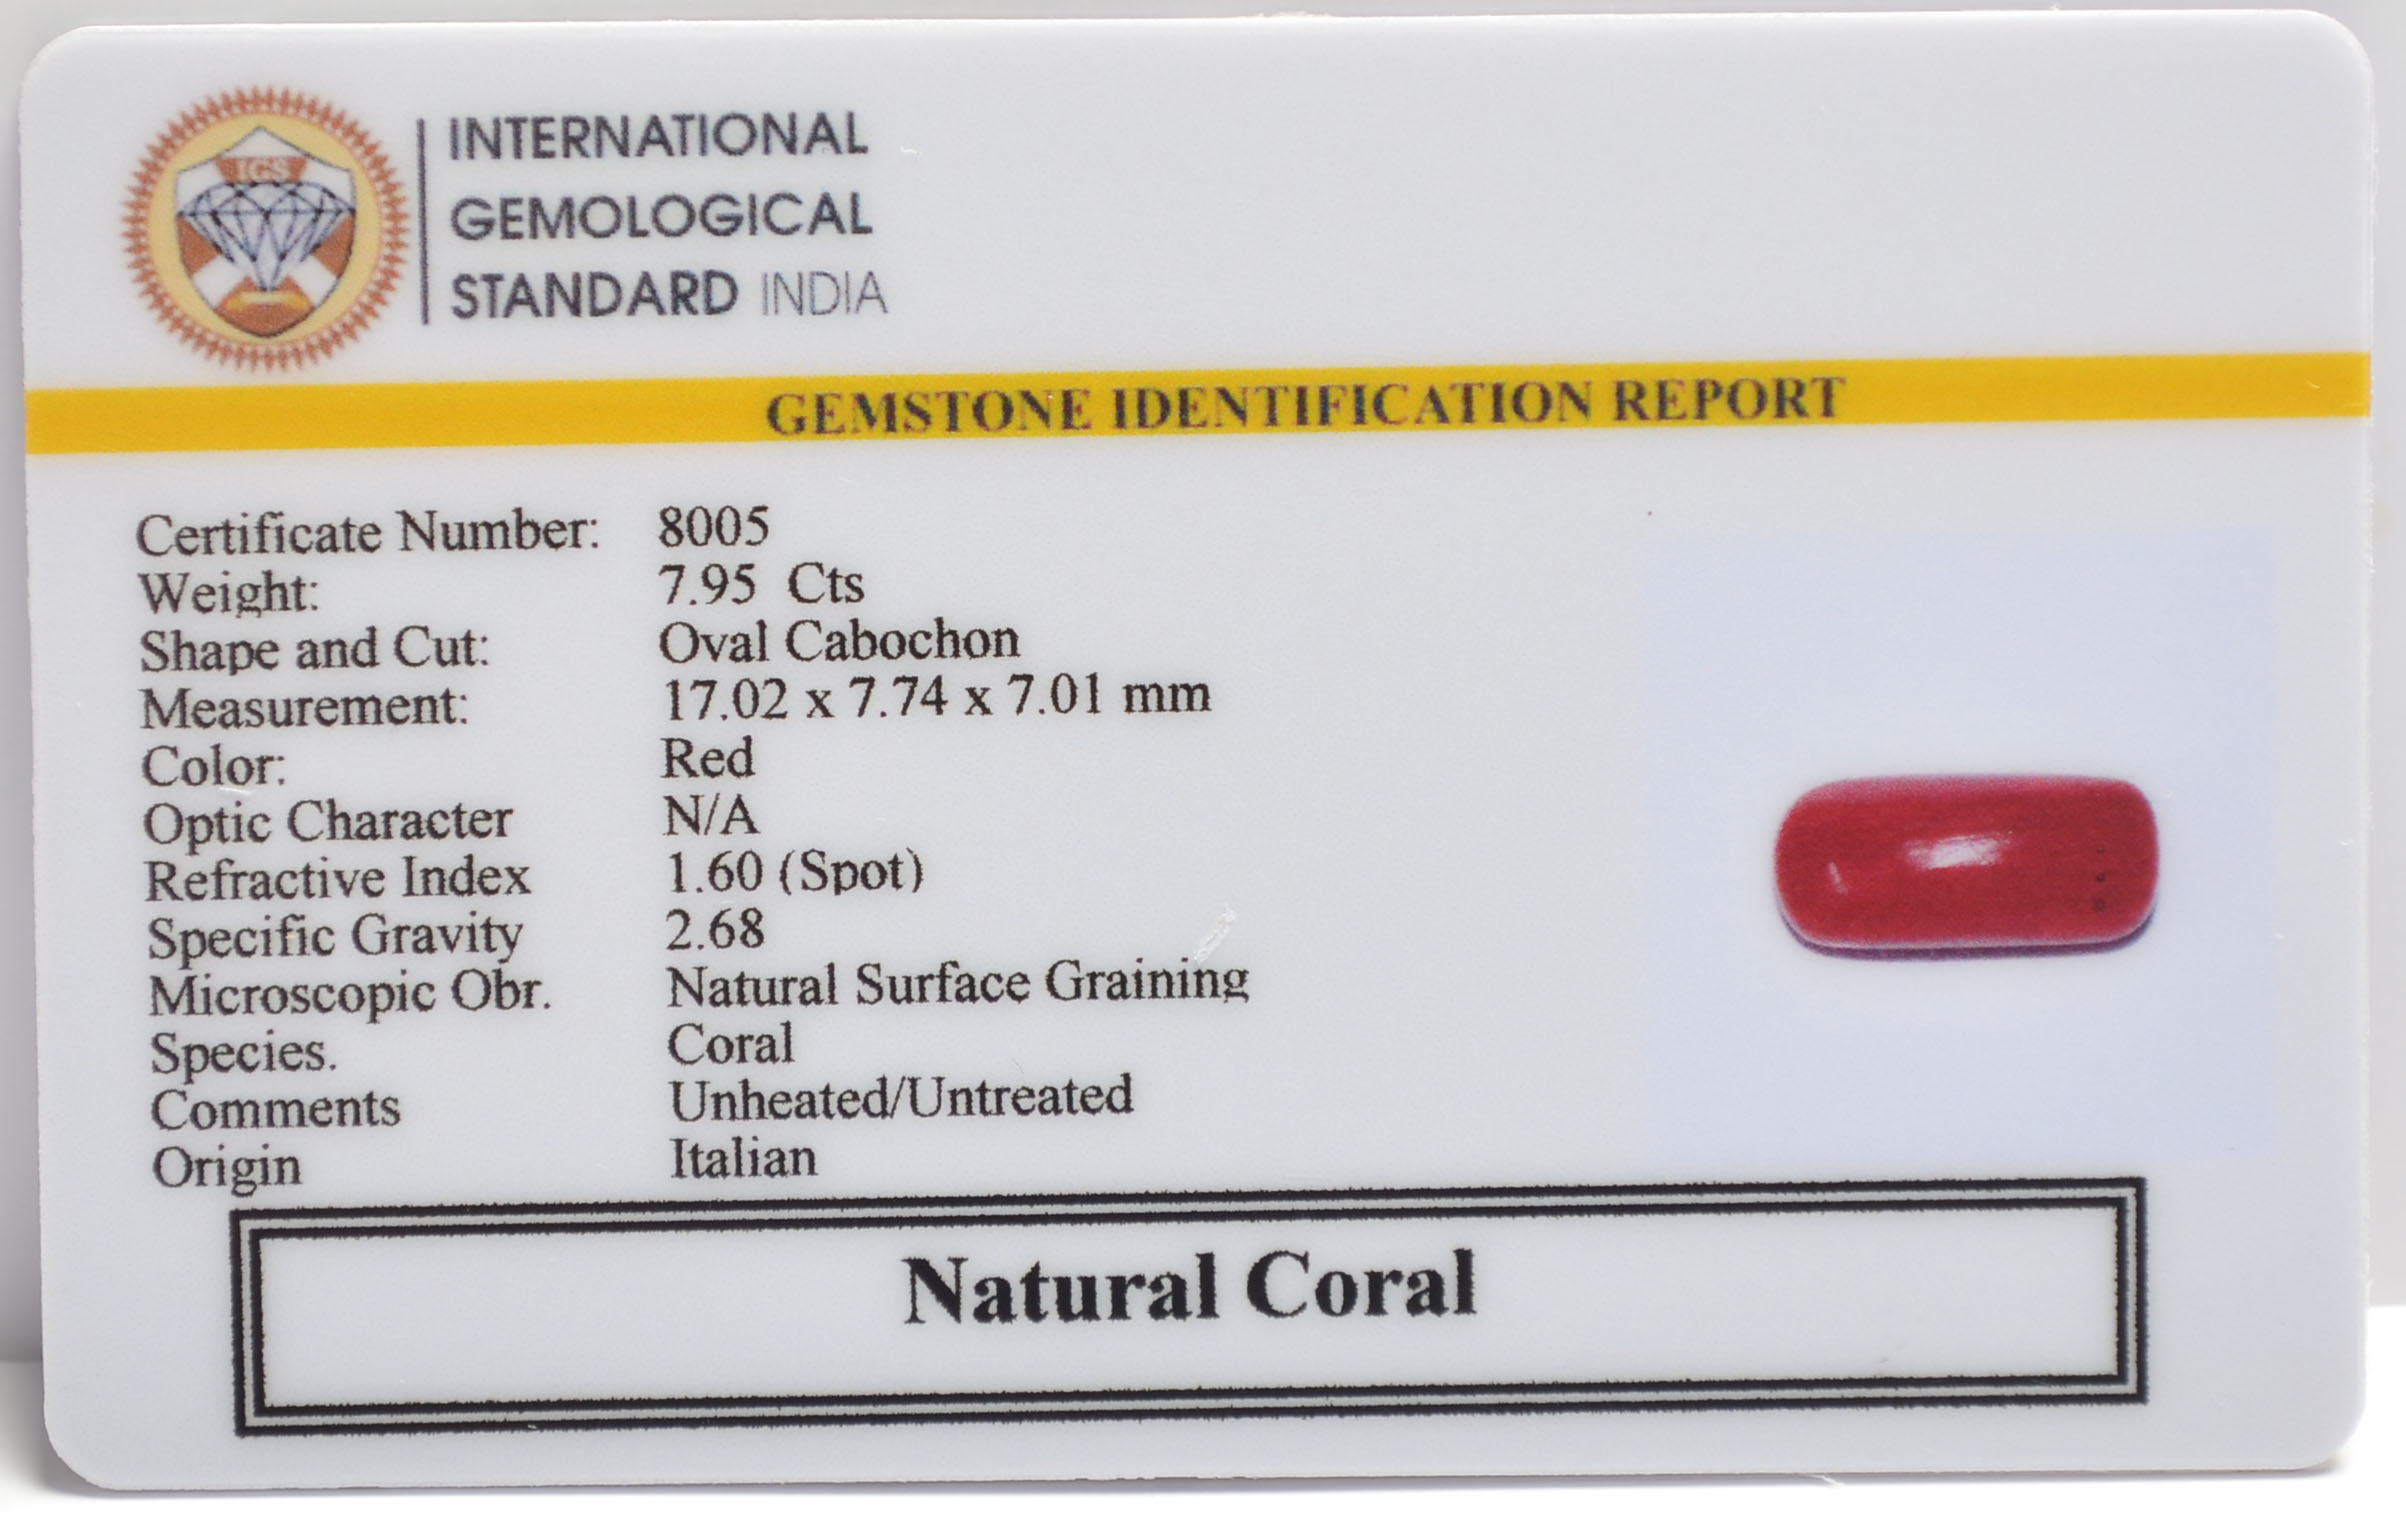 IGS
INTERNATIONAL
GEMOLOGICAL
STANDARD INDIA
GEMSTONE IDENTIFICATION REPORT
Certificate Number: 8005
Weight: 7.95 Cts
Shape and Cut: Oval Cabochon
Measurement: 17.02 x 7.74 x 7.01 mm
Color: Red
Optic Character N/A
Refractive Index 1.60 (Spot)
Specific Gravity 2.68
Microscopic Obr. Natural Surface Graining
Species. Coral
Comments Unheated/Untreated
Origin Italian
Natural Coral